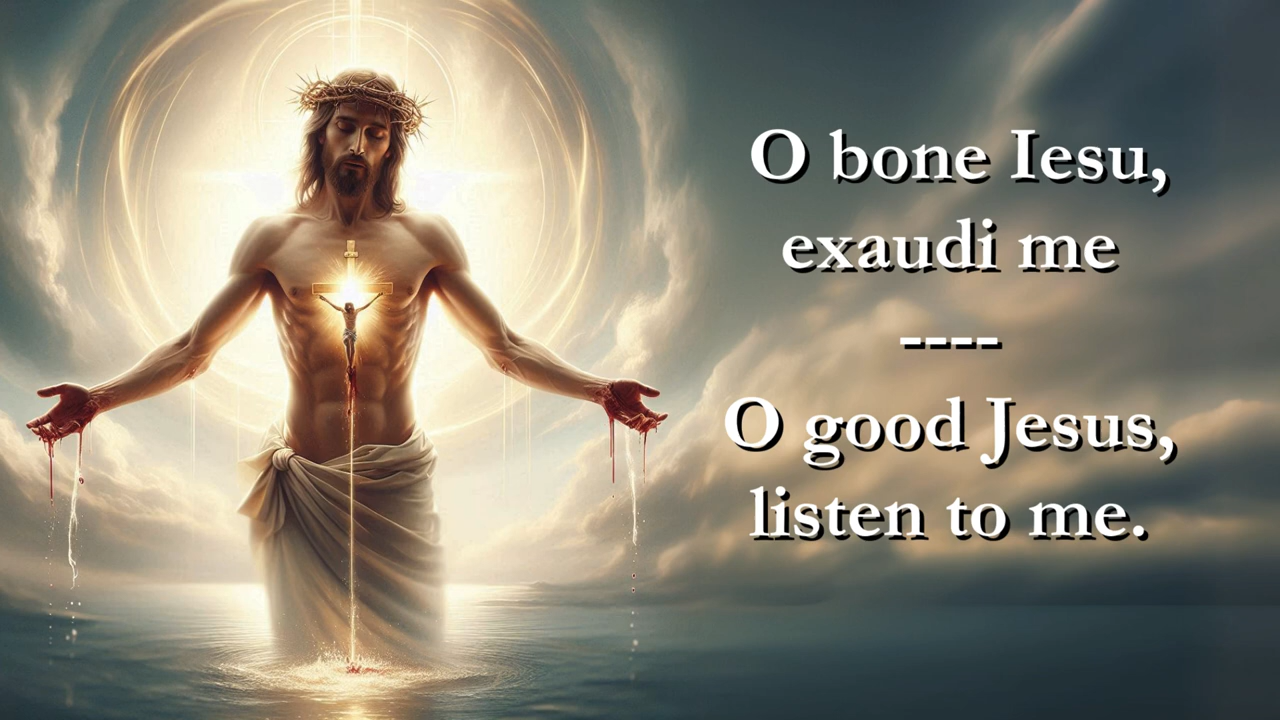 O bone Iesu,
exaudi me
----
O good Jesus,
listen to me.